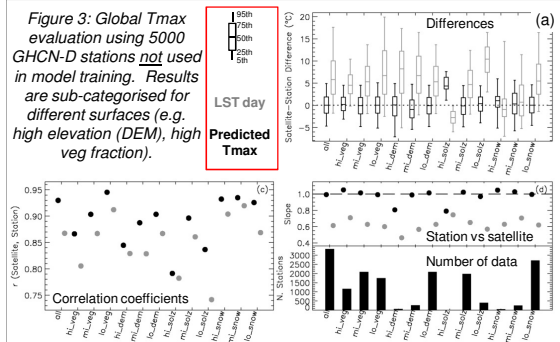 Figure 3: Global Tmax
evaluation using 5000
GHCN-D stations not used
in model training. Results
are sub-categorised for
different surfaces (e.g.
high elevation (DEM), high
veg fraction).
95th
75th
50th
25th
5th
LST day
Predicted
Tmax
Differences
(a)
Satellite-Station Difference (°C)
20
15
10
5
0
-5
all
hi_veg
mi_veg
lo_veg
hi_dem
mi_dem
lo_dem
hi_solz
mi_solz
lo_solz
hi_snow
mi_snow
lo_snow
(c)
r (Satellite, Station)
0.95
0.90
0.85
0.80
0.75
Correlation coefficients
all
hi_veg
mi_veg
lo_veg
hi_dem
mi_dem
lo_dem
hi_solz
mi_solz
lo_solz
hi_snow
mi_snow
lo_snow
(d)
Slope
1.0
0.8
0.6
0.4
Station vs satellite
Number of data
N. Stations
3000
2500
2000
1500
1000
500
0
all
hi_veg
mi_veg
lo_veg
hi_dem
mi_dem
lo_dem
hi_solz
mi_solz
lo_solz
hi_snow
mi_snow
lo_snow